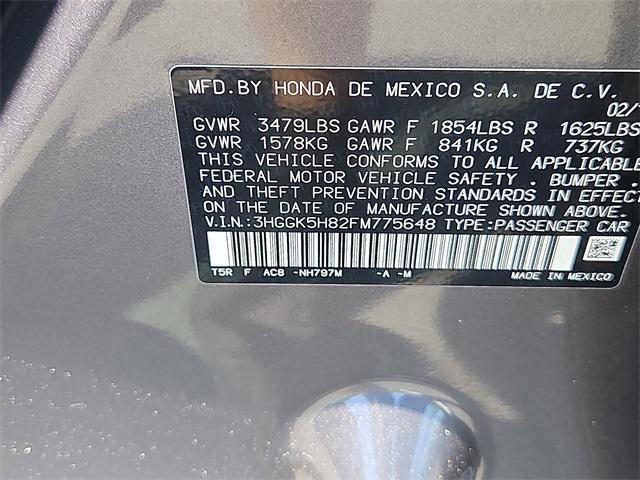 MFD.BY HONDA DE MEXICO S.A. DE C.V.
02/
GVWR 3479LBS GAWR F 1854LBS R 1625LBS
GVWR 1578KG GAWR F 841KG R 737KG
THIS VEHICLE CONFORMS TO ALL APPLICABLE
FEDERAL MOTOR VEHICLE SAFETY . BUMPER .
AND THEFT PREVENTION STANDARDS IN EFFECT
ON THE DATE OF MANUFACTURE SHOWN ABOVE.
V.I.N.:3HGGK5H82FM775648 TYPE:PASSENGER CAR
T5R F AC8 -NH797M -A -M
MADE IN MEXICO